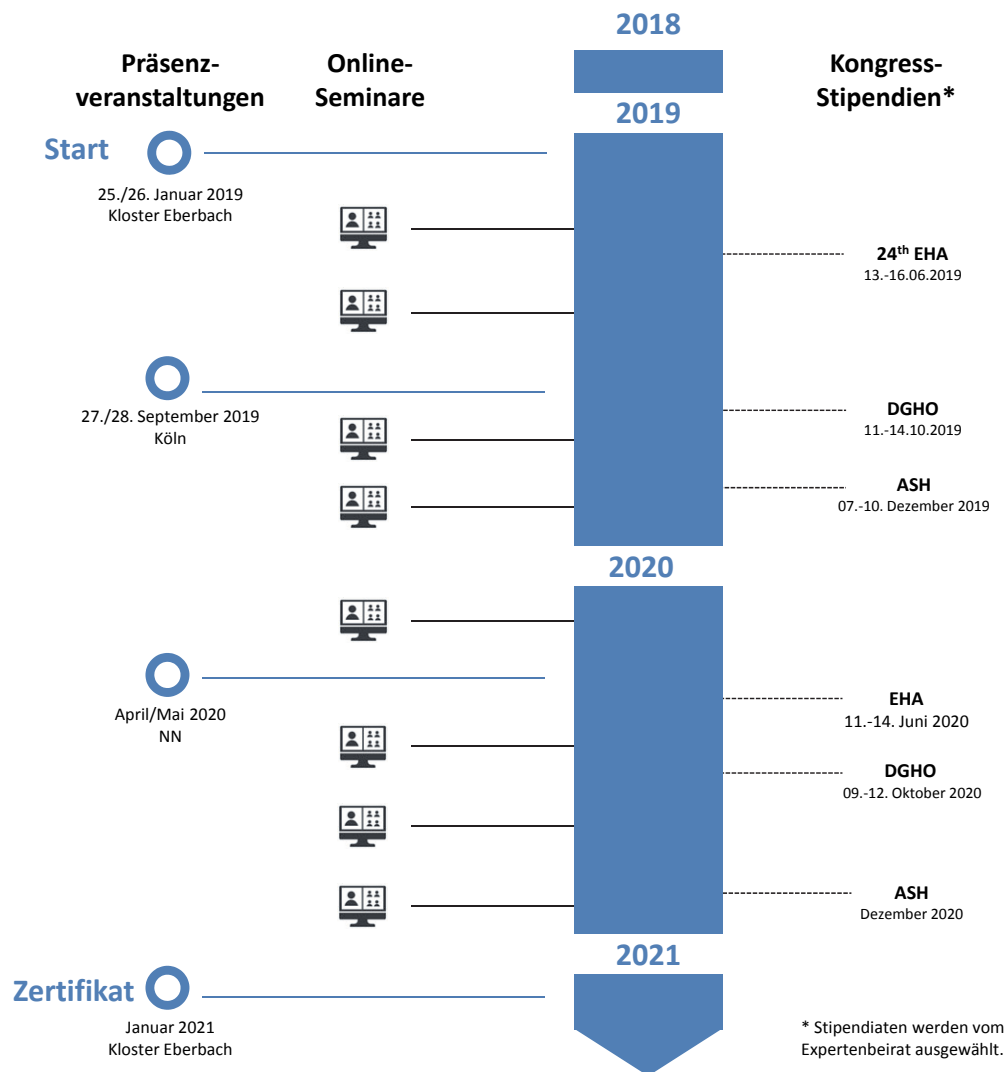 2018
Präsenz-
veranstaltungen
Online-
Seminare
Kongress-
Stipendien*
2019
Start
25./26. Januar 2019
Kloster Eberbach
24th EHA
13.-16.06.2019
27./28. September 2019
Köln
DGHO
11.-14.10.2019
ASH
07.-10. Dezember 2019
2020
April/Mai 2020
NN
EHA
11.-14. Juni 2020
DGHO
09.-12. Oktober 2020
ASH
Dezember 2020
2021
Zertifikat
Januar 2021
Kloster Eberbach
* Stipendiaten werden vom
Expertenbeirat ausgewählt.